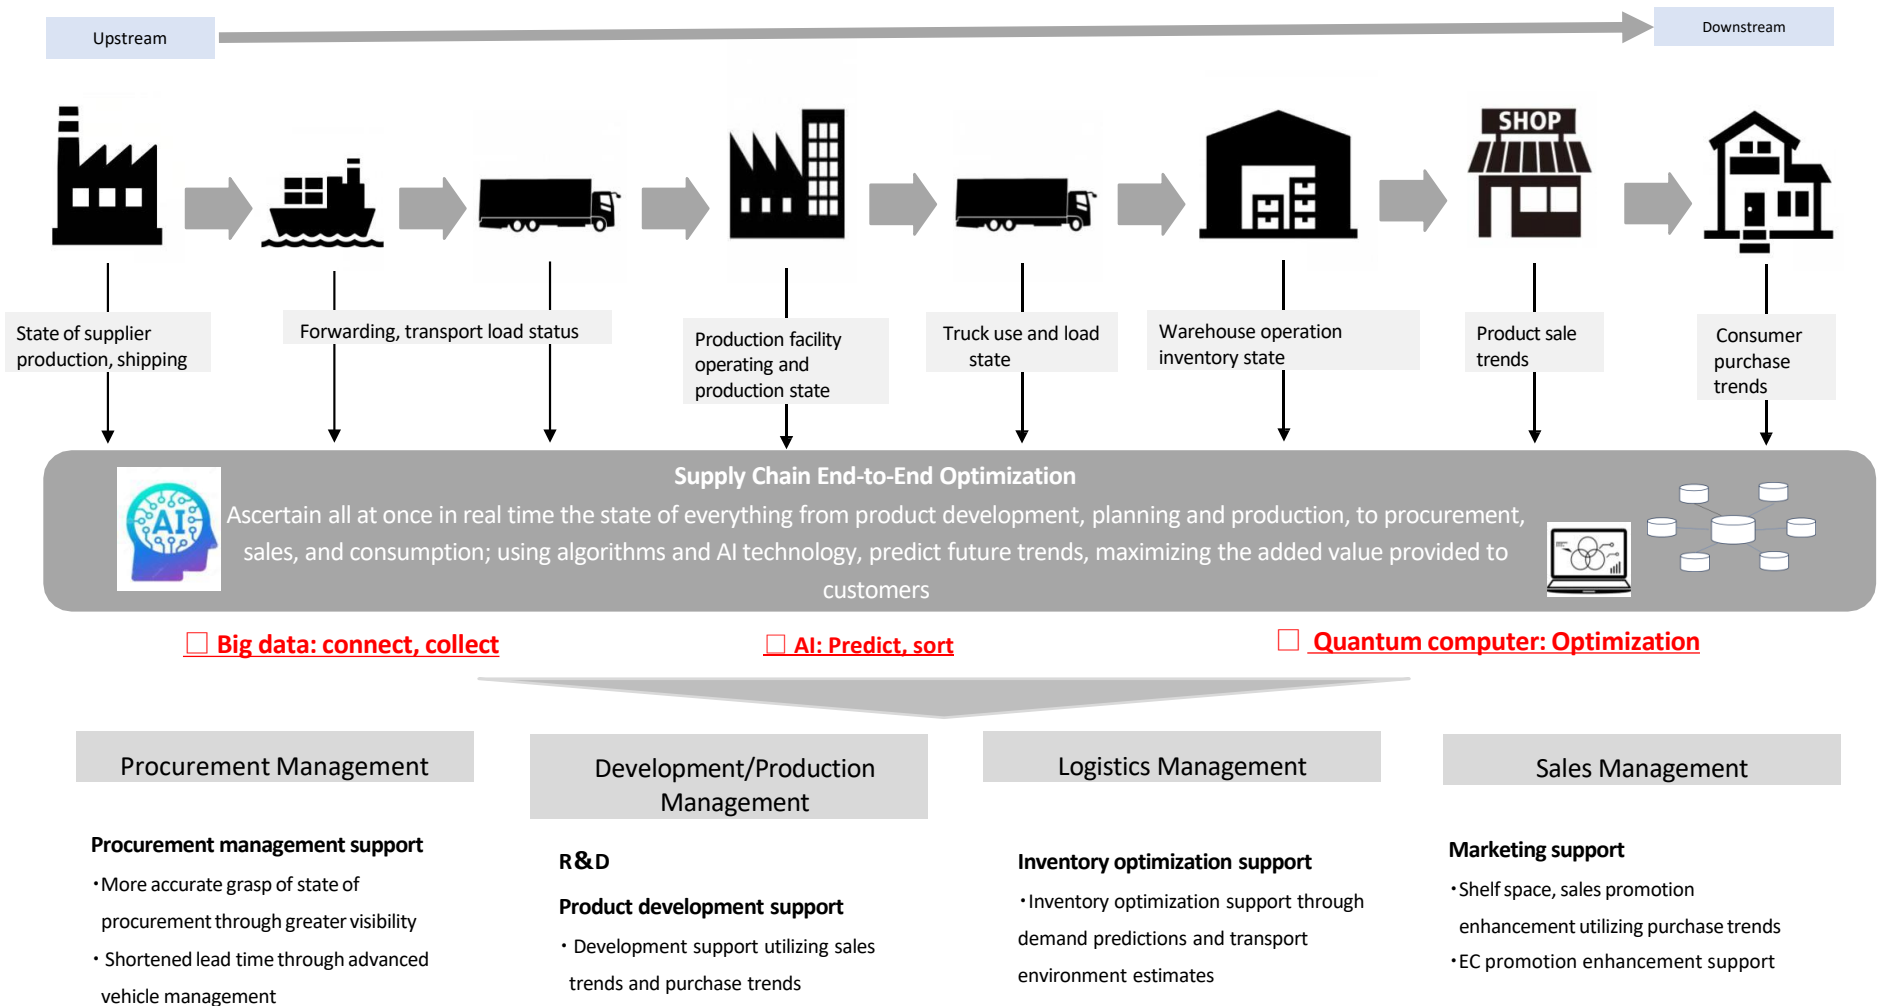 Upstream
Downstream
SHOP
State of supplier
production, shipping
Forwarding, transport load status
Production facility
operating and
production state
Truck use and load
state
Warehouse operation
inventory state
Product sale
trends
Consumer
purchase
trends
Supply Chain End-to-End Optimization
AI
Ascertain all at once in real time the state of everything from product development, planning and production, to procurement,
sales, and consumption; using algorithms and AI technology, predict future trends, maximizing the added value provided to
customers
□ Big data: connect, collect
□ AI: Predict, sort
□ Quantum computer: Optimization
Procurement Management
Procurement management support
・More accurate grasp of state of
procurement through greater visibility
・Shortened lead time through advanced
vehicle management
Development/Production
Management
R&D
Product development support
・Development support utilizing sales
trends and purchase trends
Logistics Management
Inventory optimization support
・Inventory optimization support through
demand predictions and transport
environment estimates
Sales Management
Marketing support
・Shelf space, sales promotion
enhancement utilizing purchase trends
・EC promotion enhancement support